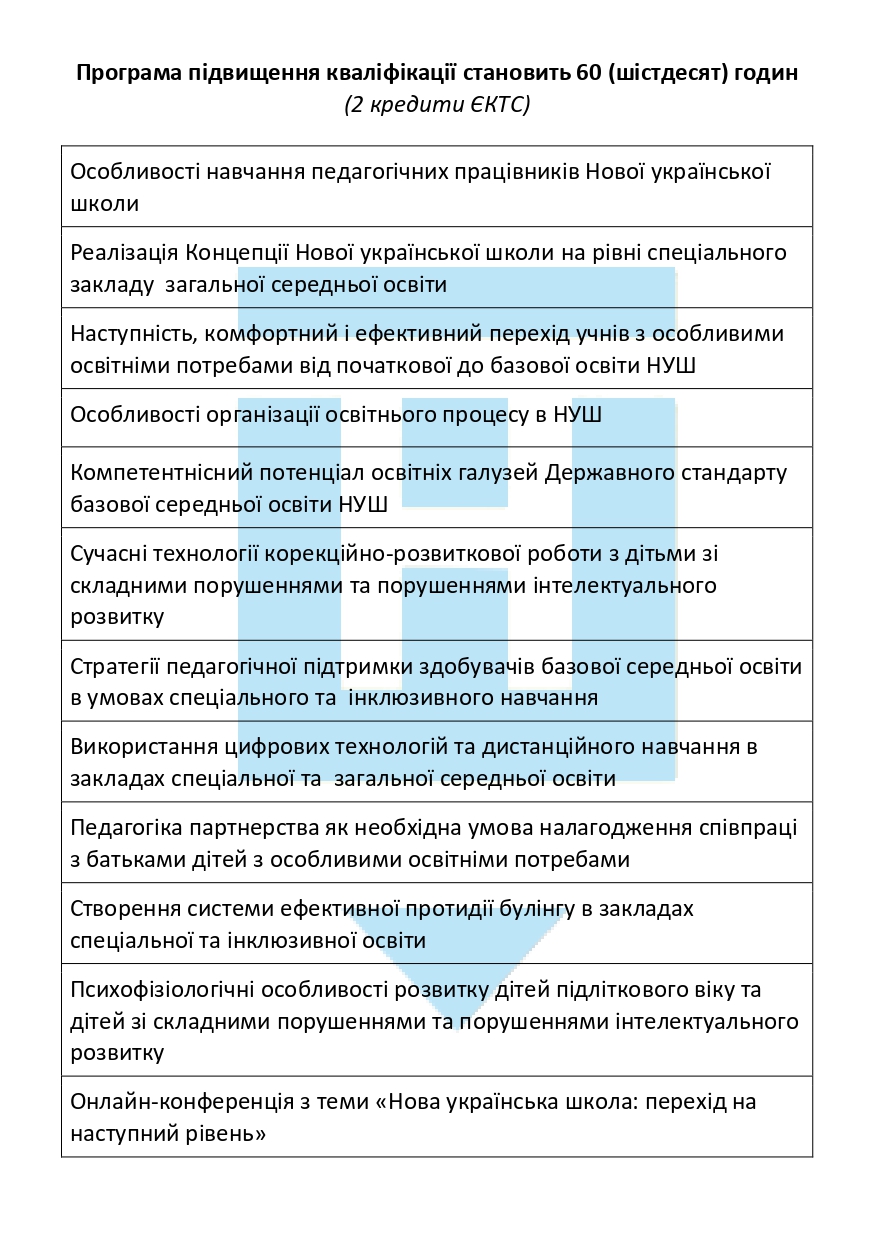 Програма підвищення кваліфікації становить 60 (шістдесят) годин
(2 кредити ЄКТС)
Особливості навчання педагогічних працівників Нової української
школи
Реалізація Концепції Нової української школи на рівні спеціального
закладу  загальної середньої освіти
Наступність, комфортний і ефективний перехід учнів з особливими
освітніми потребами від початкової до базової освіти НУШ
Особливості організації освітнього процесу в НУШ
Компетентнісний потенціал освітніх галузей Державного стандарту
базової середньої освіти НУШ
Сучасні технології корекційно-розвиткової роботи з дітьми зі
складними порушеннями та порушеннями інтелектуального
розвитку
Стратегії педагогічної підтримки здобувачів базової середньої освіти
в умовах спеціального та  інклюзивного навчання
Використання цифрових технологій та дистанційного навчання в
закладах спеціальної та  загальної середньої освіти
Педагогіка партнерства як необхідна умова налагодження співпраці
з батьками дітей з особливими освітніми потребами
Створення системи ефективної протидії булінгу в закладах
спеціальної та інклюзивної освіти
Психофізіологічні особливості розвитку дітей підліткового віку та
дітей зі складними порушеннями та порушеннями інтелектуального
розвитку
Онлайн-конференція з теми «Нова українська школа: перехід на
наступний рівень»